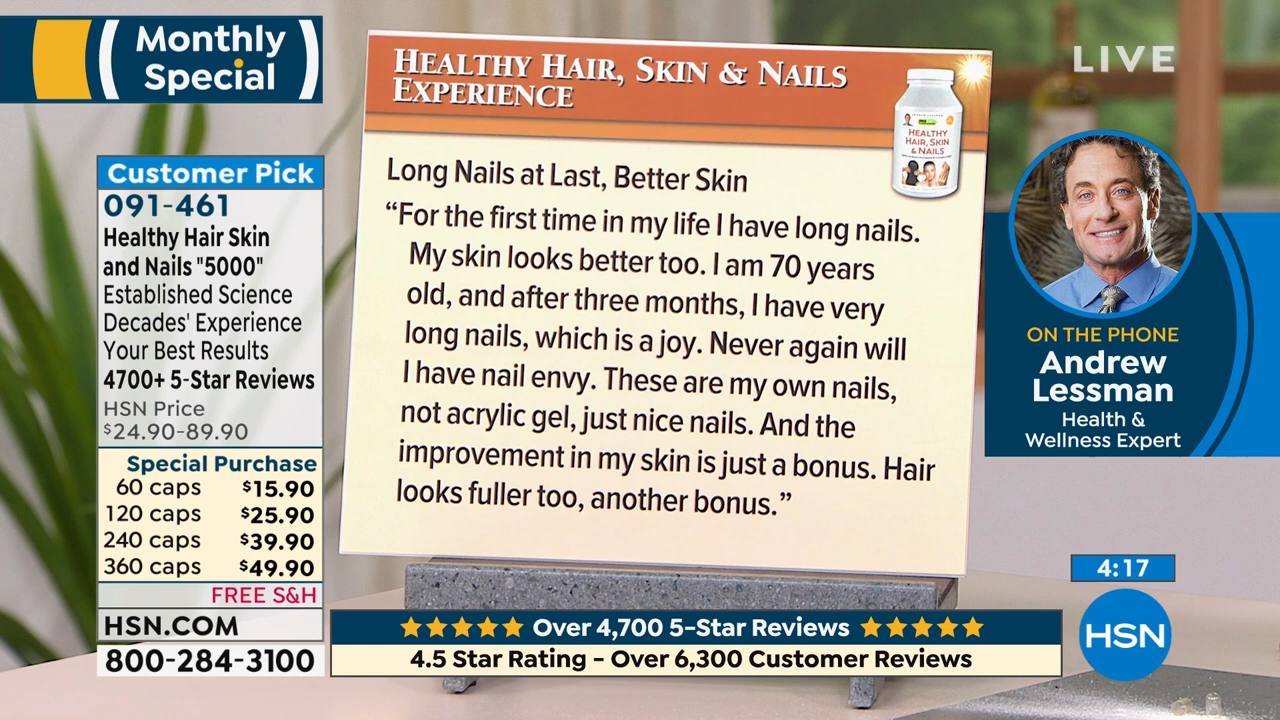 (Monthly
Special)
LIVE
HEALTHY HAIR, SKIN & NAILS
EXPERIENCE
HEALTHY
HAIR, SKIN
& NAILS
Long Nails at Last, Better Skin
“For the first time in my life I have long nails.
My skin looks better too. I am 70 years
old, and after three months, I have very
long nails, which is a joy. Never again will
I have nail envy. These are my own nails,
not acrylic gel, just nice nails. And the
improvement in my skin is just a bonus. Hair
looks fuller too, another bonus.”
Customer Pick
091-461
Healthy Hair Skin
and Nails "5000"
Established Science
Decades' Experience
Your Best Results
4700+ 5-Star Reviews
HSN Price
$24.90-89.90
Special Purchase
60 caps $15.90
120 caps $25.90
240 caps $39.90
360 caps $49.90
FREE S&H
HSN.COM
800-284-3100
ON THE PHONE
Andrew
Lessman
Health &
Wellness Expert
4:17
HSN
Over 4,700 5-Star Reviews
4.5 Star Rating – Over 6,300 Customer Reviews